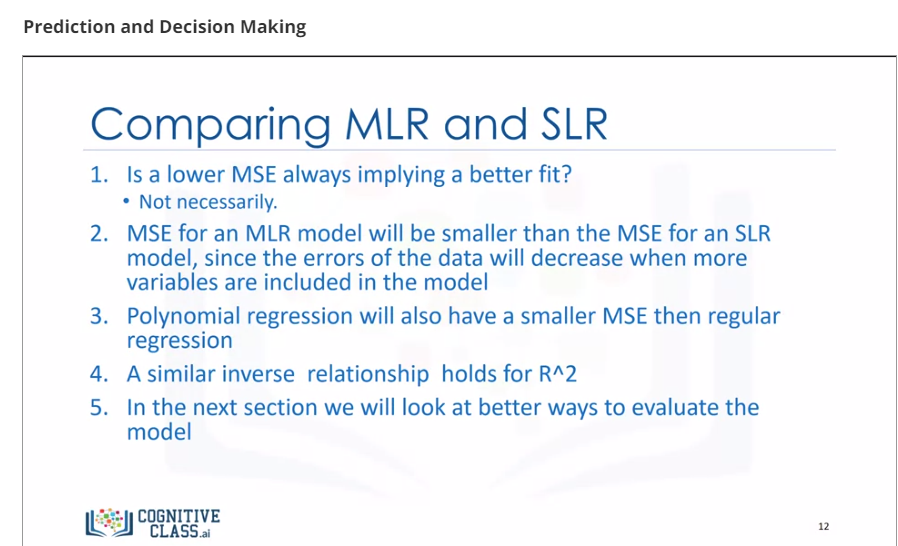 Prediction and Decision Making
Comparing MLR and SLR
1. Is a lower MSE always implying a better fit?
• Not necessarily.
2. MSE for an MLR model will be smaller than the MSE for an SLR
model, since the errors of the data will decrease when more
variables are included in the model
3. Polynomial regression will also have a smaller MSE then regular
regression
4. A similar inverse relationship holds for R^2
5. In the next section we will look at better ways to evaluate the
model
COGNITIVE
CLASS.ai
12